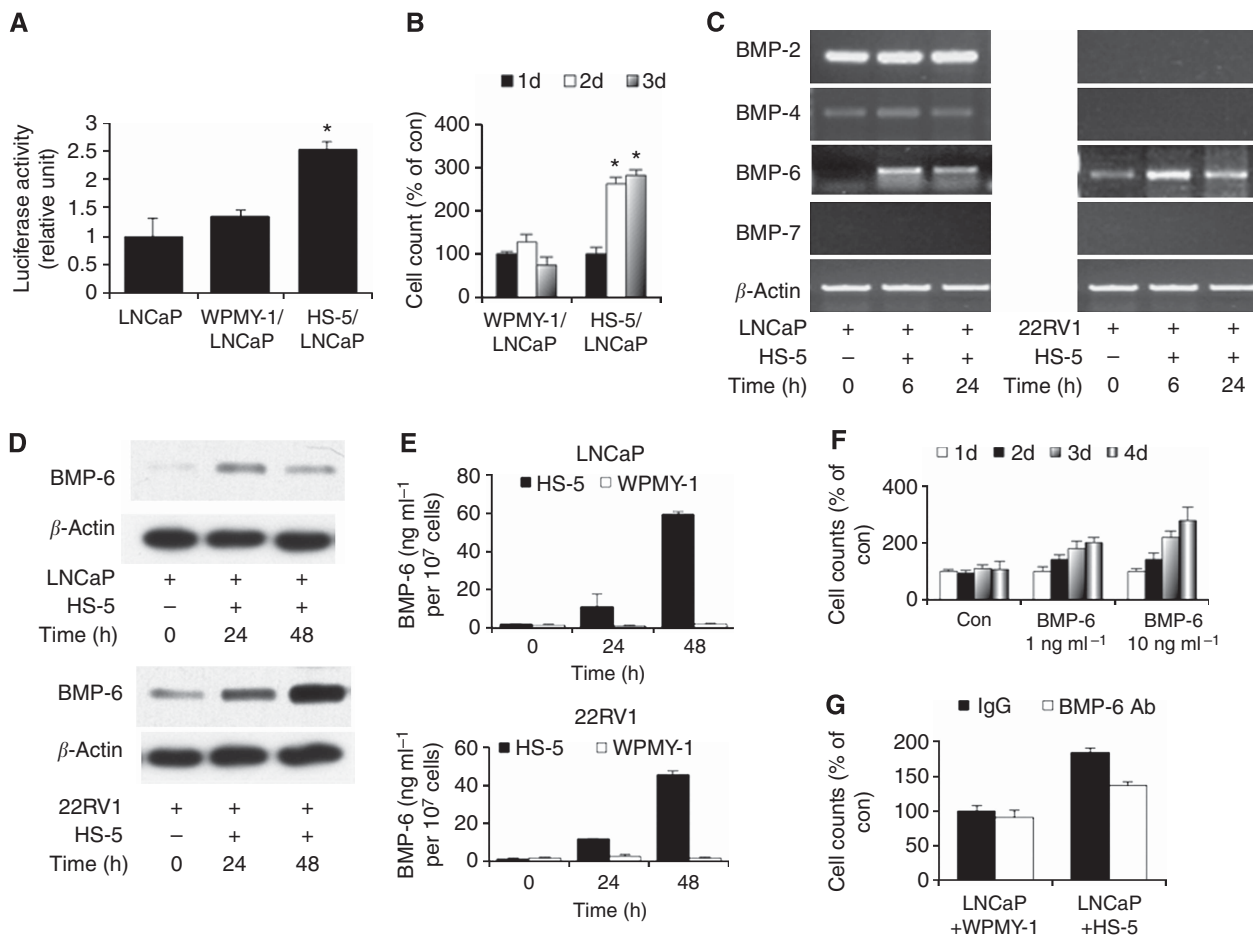 A
Luciferase activity
(relative unit)
3
2.5
2
1.5
1
0.5
0
*
LNCaP
WPMY-1/
LNCaP
HS-5/
LNCaP
B
1d 2d 3d
Cell count (% of con)
400
300
200
100
0
* *
WPMY-1/
LNCaP
HS-5/
LNCaP
C
BMP-2
BMP-4
BMP-6
BMP-7
β-Actin
LNCaP + + + 22RV1 + + +
HS-5 – + + HS-5 – + +
Time (h) 0 6 24 Time (h) 0 6 24
D
BMP-6
β-Actin
LNCaP + + +
HS-5 – + +
Time (h) 0 24 48
BMP-6
β-Actin
22RV1 + + +
HS-5 – + +
Time (h) 0 24 48
E
LNCaP
HS-5 WPMY-1
BMP-6 (ng ml⁻¹
per 10⁷ cells)
80
60
40
20
0
0 24 48
Time (h)
22RV1
HS-5 WPMY-1
BMP-6 (ng ml⁻¹
per 10⁷ cells)
60
40
20
0
0 24 48
Time (h)
F
1d 2d 3d 4d
Cell counts (% of
con)
400
200
0
Con
BMP-6
1 ng ml⁻¹
BMP-6
10 ng ml⁻¹
G
IgG BMP-6 Ab
Cell counts (% of
con)
200
150
100
50
0
LNCaP
+WPMY-1
LNCaP
+HS-5